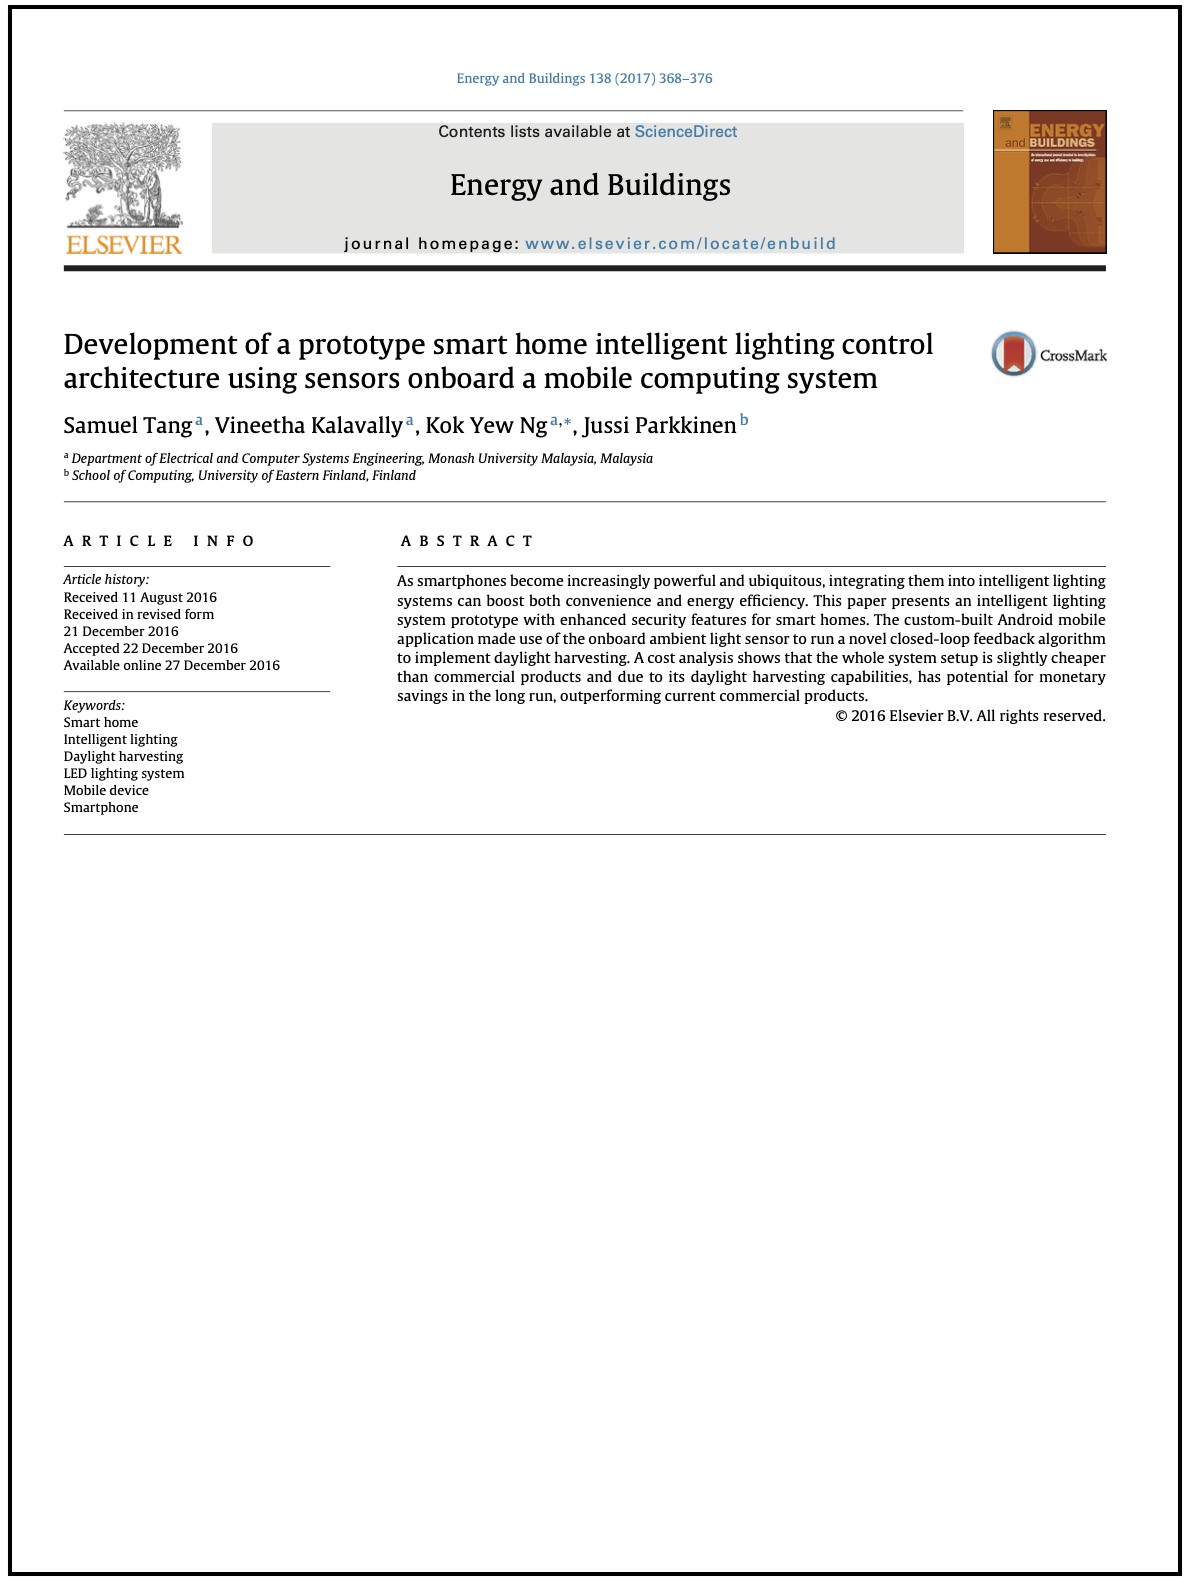 Energy and Buildings 138 (2017) 368–376
Contents lists available at ScienceDirect
Energy and Buildings
journal homepage: www.elsevier.com/locate/enbuild
ELSEVIER
ENERGY
and BUILDINGS
Development of a prototype smart home intelligent lighting control
architecture using sensors onboard a mobile computing system
CrossMark
Samuel Tang a, Vineetha Kalavally a, Kok Yew Ng a,*, Jussi Parkkinen b
a Department of Electrical and Computer Systems Engineering, Monash University Malaysia, Malaysia
b School of Computing, University of Eastern Finland, Finland
ARTICLE INFO
Article history:
Received 11 August 2016
Received in revised form
21 December 2016
Accepted 22 December 2016
Available online 27 December 2016
Keywords:
Smart home
Intelligent lighting
Daylight harvesting
LED lighting system
Mobile device
Smartphone
ABSTRACT
As smartphones become increasingly powerful and ubiquitous, integrating them into intelligent lighting
systems can boost both convenience and energy efficiency. This paper presents an intelligent lighting
system prototype with enhanced security features for smart homes. The custom-built Android mobile
application made use of the onboard ambient light sensor to run a novel closed-loop feedback algorithm
to implement daylight harvesting. A cost analysis shows that the whole system setup is slightly cheaper
than commercial products and due to its daylight harvesting capabilities, has potential for monetary
savings in the long run, outperforming current commercial products.
© 2016 Elsevier B.V. All rights reserved.